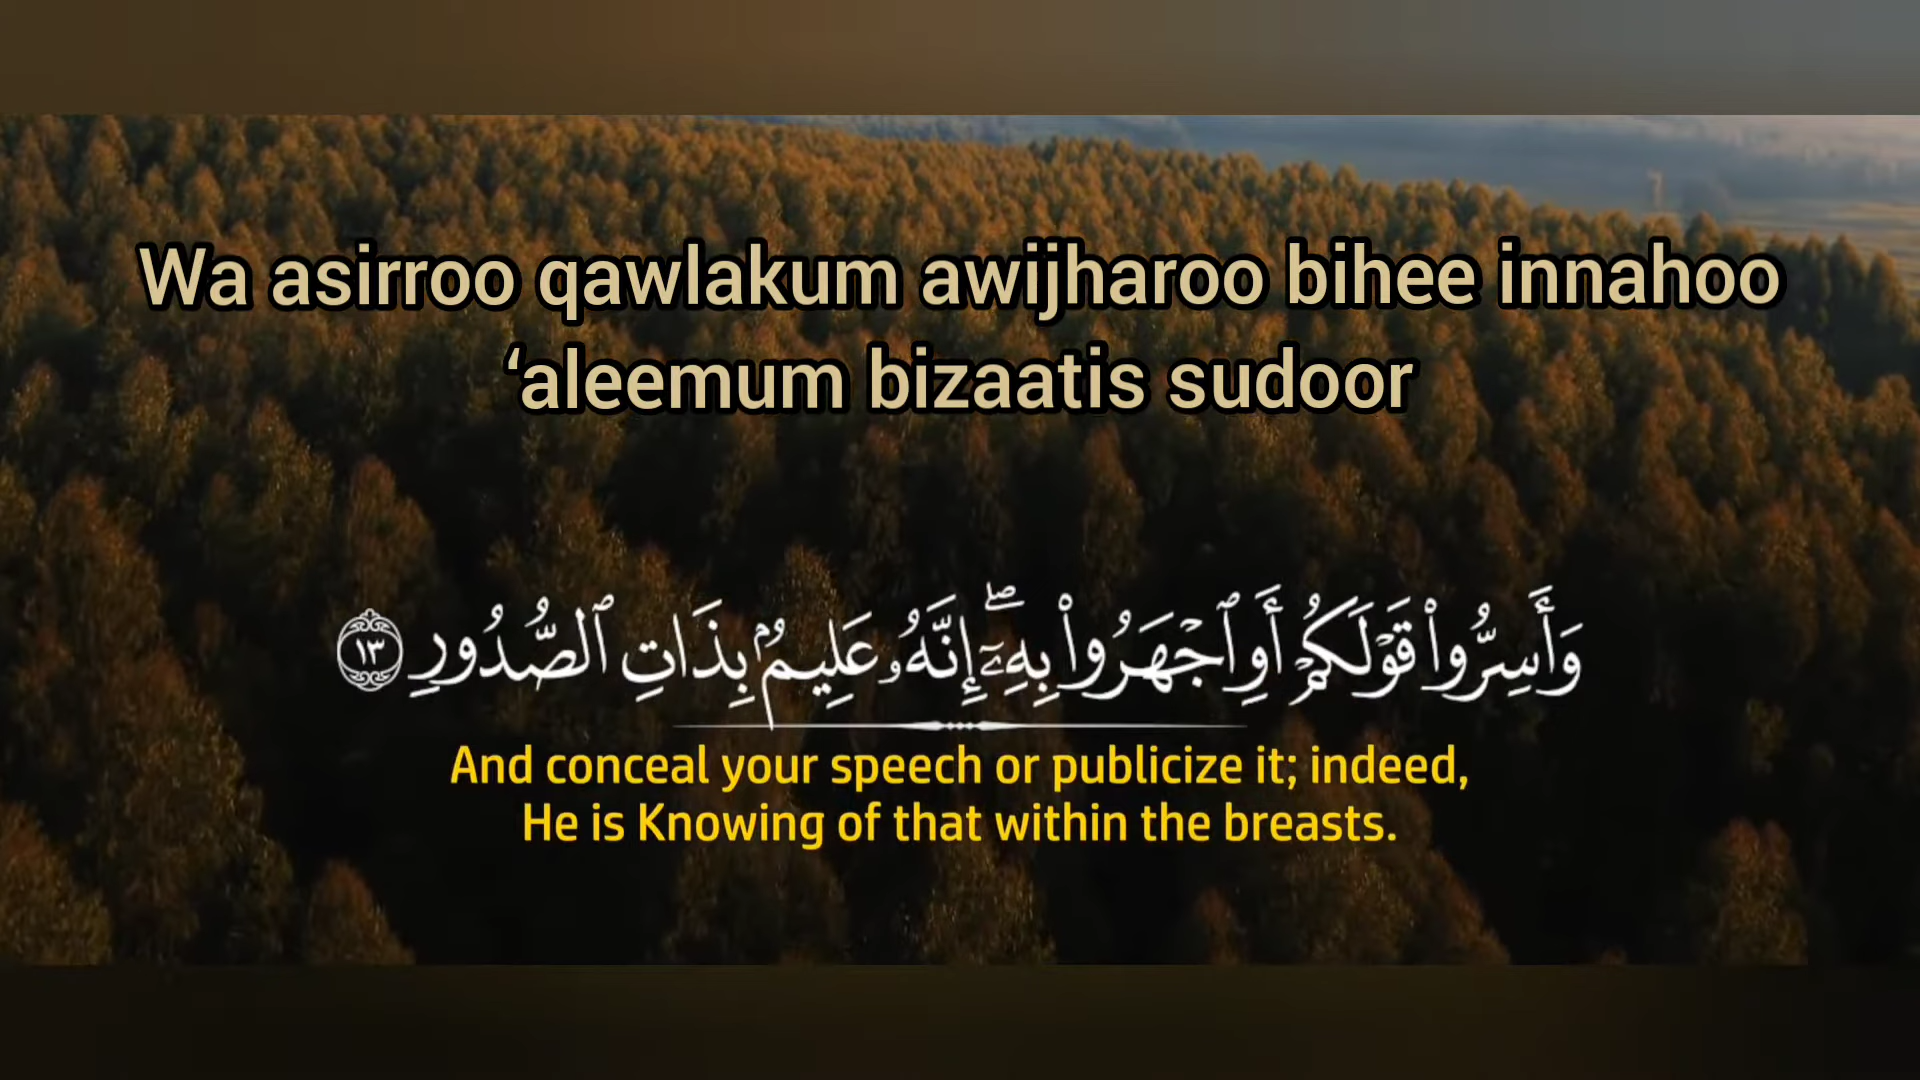 Wa asirroo qawlakum awijharoo bihee innahoo
‘aleemum bizaatis sudoor
وَأَسِرُّوا۟ قَوْلَكُمْ أَوِ ٱجْهَرُوا۟ بِهِۦٓ ۖ إِنَّهُۥ عَلِيمٌۢ بِذَاتِ ٱلصُّدُورِ ١٣
And conceal your speech or publicize it; indeed,
He is Knowing of that within the breasts.